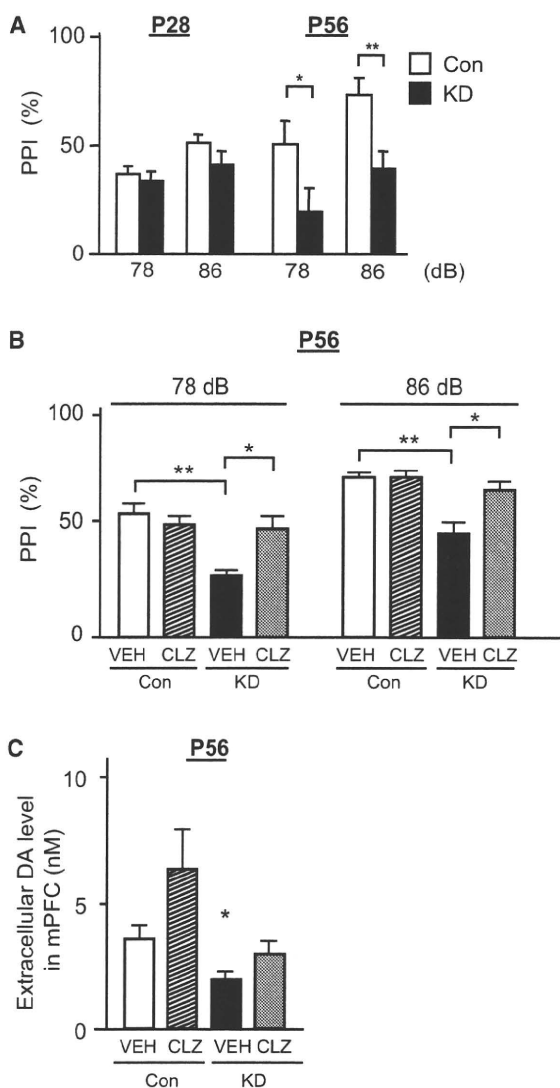 A
P28 P56
100
50
0
PPI (%)
* **
Con
KD
78 86 78 86 (dB)
B
P56
78 dB 86 dB
100
50
0
PPI (%)
** * ** *
VEH CLZ VEH CLZ VEH CLZ VEH CLZ
Con KD Con KD
C
P56
10
5
0
Extracellular DA level
in mPFC (nM)
*
VEH CLZ VEH CLZ
Con KD